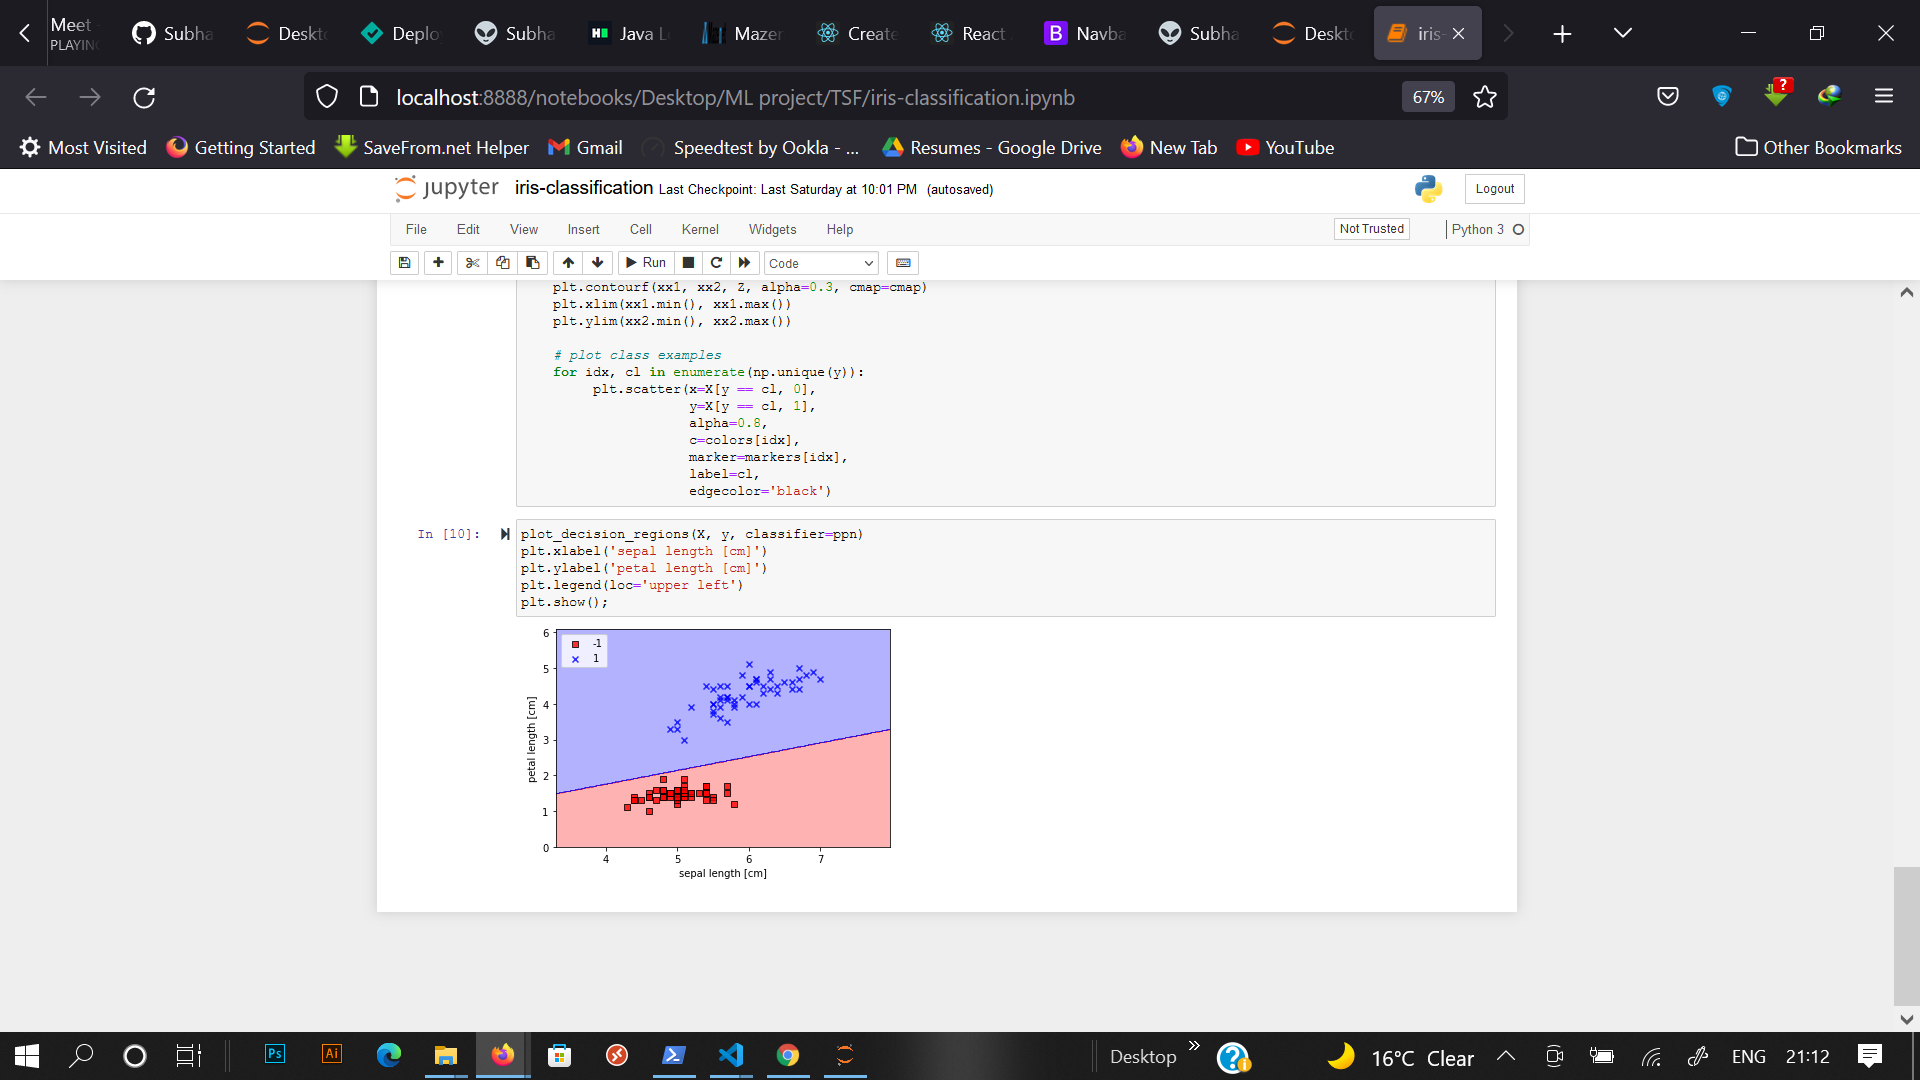 Meet
PLAYING
Subha
Deskt
Deplo
Subha
Java L
Mazer
Create
React
Navba
Subha
Deskt
iris-
localhost:8888/notebooks/Desktop/ML project/TSF/iris-classification.ipynb
67%
?
Most Visited
Getting Started
SaveFrom.net Helper
Gmail
Speedtest by Ookla - ...
Resumes - Google Drive
New Tab
YouTube
Other Bookmarks
jupyter iris-classification Last Checkpoint: Last Saturday at 10:01 PM (autosaved)
Logout
File Edit View Insert Cell Kernel Widgets Help
Not Trusted
Python 3
Run
Code
plt.contourf(xx1, xx2, Z, alpha=0.3, cmap=cmap)
plt.xlim(xx1.min(), xx1.max())
plt.ylim(xx2.min(), xx2.max())
# plot class examples
for idx, cl in enumerate(np.unique(y)):
plt.scatter(x=X[y == cl, 0],
y=X[y == cl, 1],
alpha=0.8,
c=colors[idx],
marker=markers[idx],
label=cl,
edgecolor='black')
In [10]:
plot_decision_regions(X, y, classifier=ppn)
plt.xlabel('sepal length [cm]')
plt.ylabel('petal length [cm]')
plt.legend(loc='upper left')
plt.show();
-1
1
6
5
4
3
2
1
0
petal length [cm]
4 5 6 7
sepal length [cm]
Ps
Ai
Desktop
16°C Clear
ENG
21:12